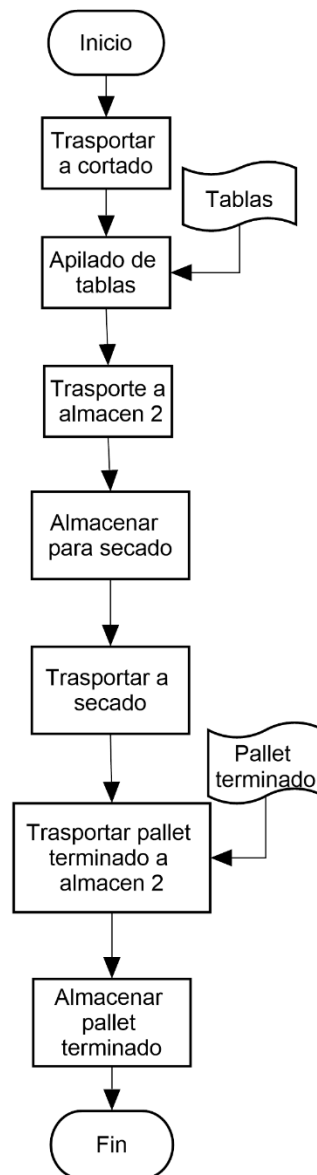 Inicio
Trasportar
a cortado
Tablas
Apilado de
tablas
Trasporte a
almacen 2
Almacenar
para secado
Trasportar a
secado
Pallet
terminado
Trasportar pallet
terminado a
almacen 2
Almacenar
pallet
terminado
Fin